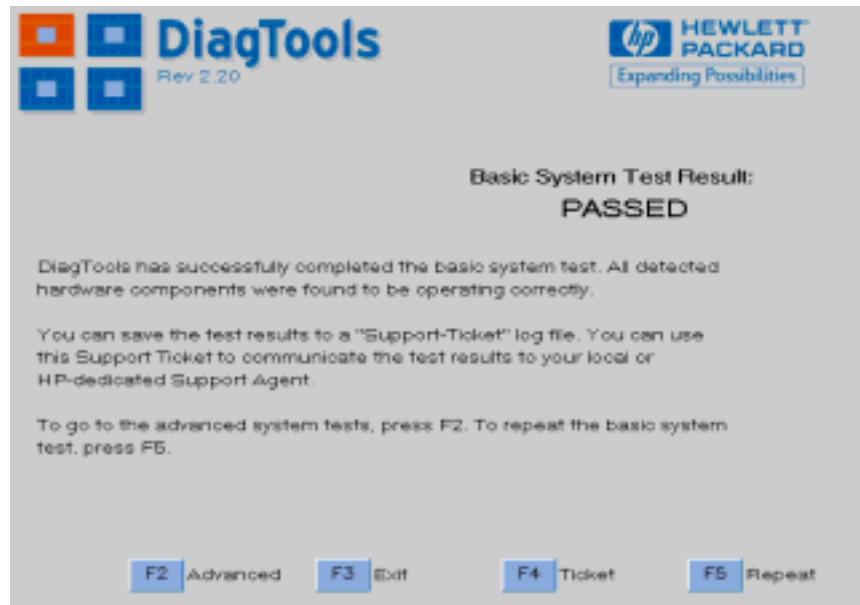 DiagTools
Rev 2.20
hp
HEWLETT
PACKARD
Expanding Possibilities
Basic System Test Result:
PASSED
DiagTools has successfully completed the basic system test. All detected
hardware components were found to be operating correctly.
You can save the test results to a "Support-Ticket" log file. You can use
this Support Ticket to communicate the test results to your local or
HP-dedicated Support Agent.
To go to the advanced system tests, press F2. To repeat the basic system
test, press F5.
F2 Advanced F3 Exit F4 Ticket F5 Repeat